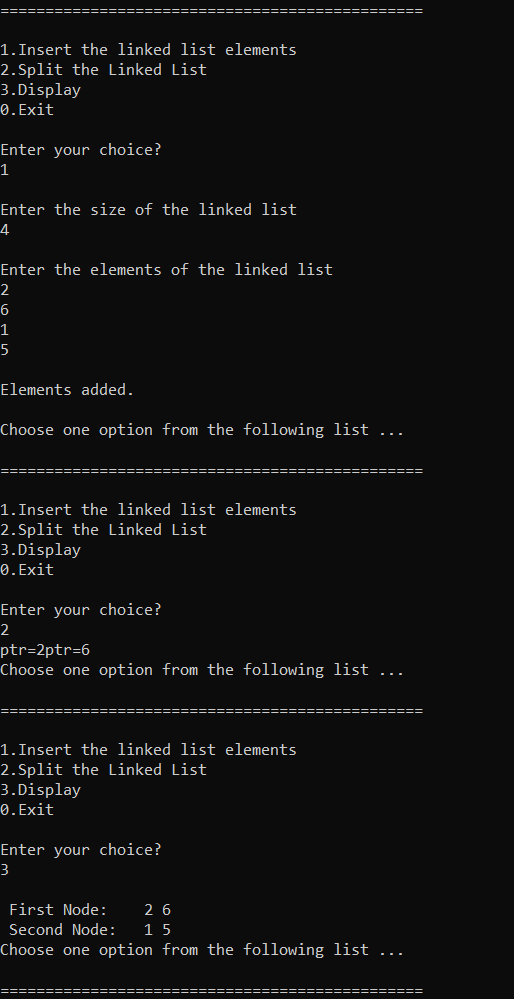 ===============================================
1.Insert the linked list elements
2.Split the Linked List
3.Display
0.Exit
Enter your choice?
1
Enter the size of the linked list
4
Enter the elements of the linked list
2
6
1
5
Elements added.
Choose one option from the following list ...
===============================================
1.Insert the linked list elements
2.Split the Linked List
3.Display
0.Exit
Enter your choice?
2
ptr=2ptr=6
Choose one option from the following list ...
===============================================
1.Insert the linked list elements
2.Split the Linked List
3.Display
0.Exit
Enter your choice?
3
First Node:    2 6
Second Node:   1 5
Choose one option from the following list ...
===============================================